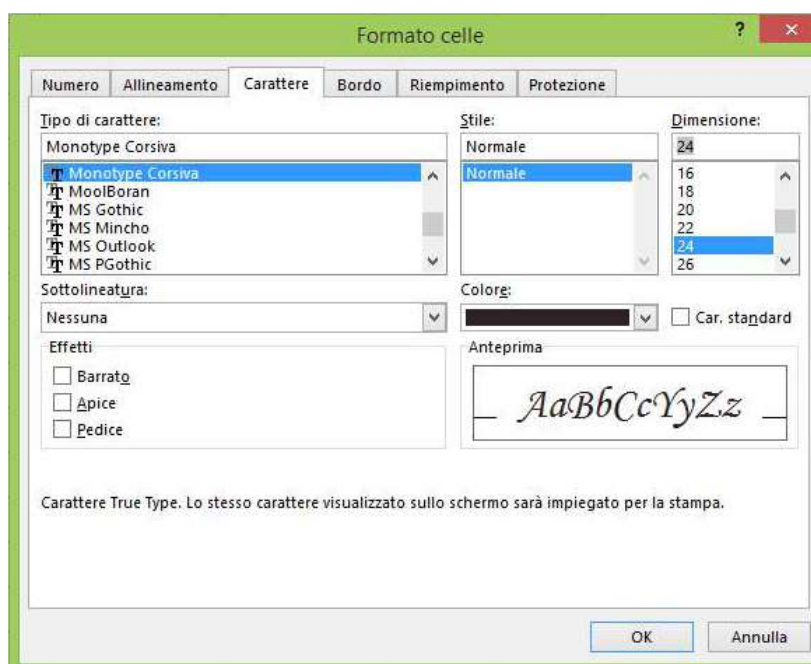 Formato celle
?
×
Numero Allineamento Carattere Bordo Riempimento Protezione
Tipo di carattere: Stile: Dimensione:
Monotype Corsiva Normale 24
Monotype Corsiva Normale 16
MoolBoran 18
MS Gothic 20
MS Mincho 22
MS Outlook 24
MS PGothic 26
Sottolineatura: Colore:
Nessuna Car. standard
Effetti Anteprima
Barrato
Apice
Pedice
AaBbCcYyZz
Carattere True Type. Lo stesso carattere visualizzato sullo schermo sarà impiegato per la stampa.
OK Annulla